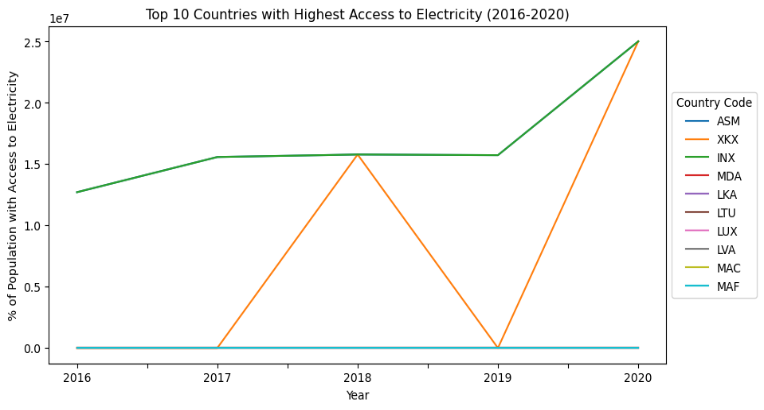 Top 10 Countries with Highest Access to Electricity (2016-2020)
1e7
% of Population with Access to Electricity
2.5
2.0
1.5
1.0
0.5
0.0
2016 2017 2018 2019 2020
Year
Country Code
ASM
XKX
INX
MDA
LKA
LTU
LUX
LVA
MAC
MAF